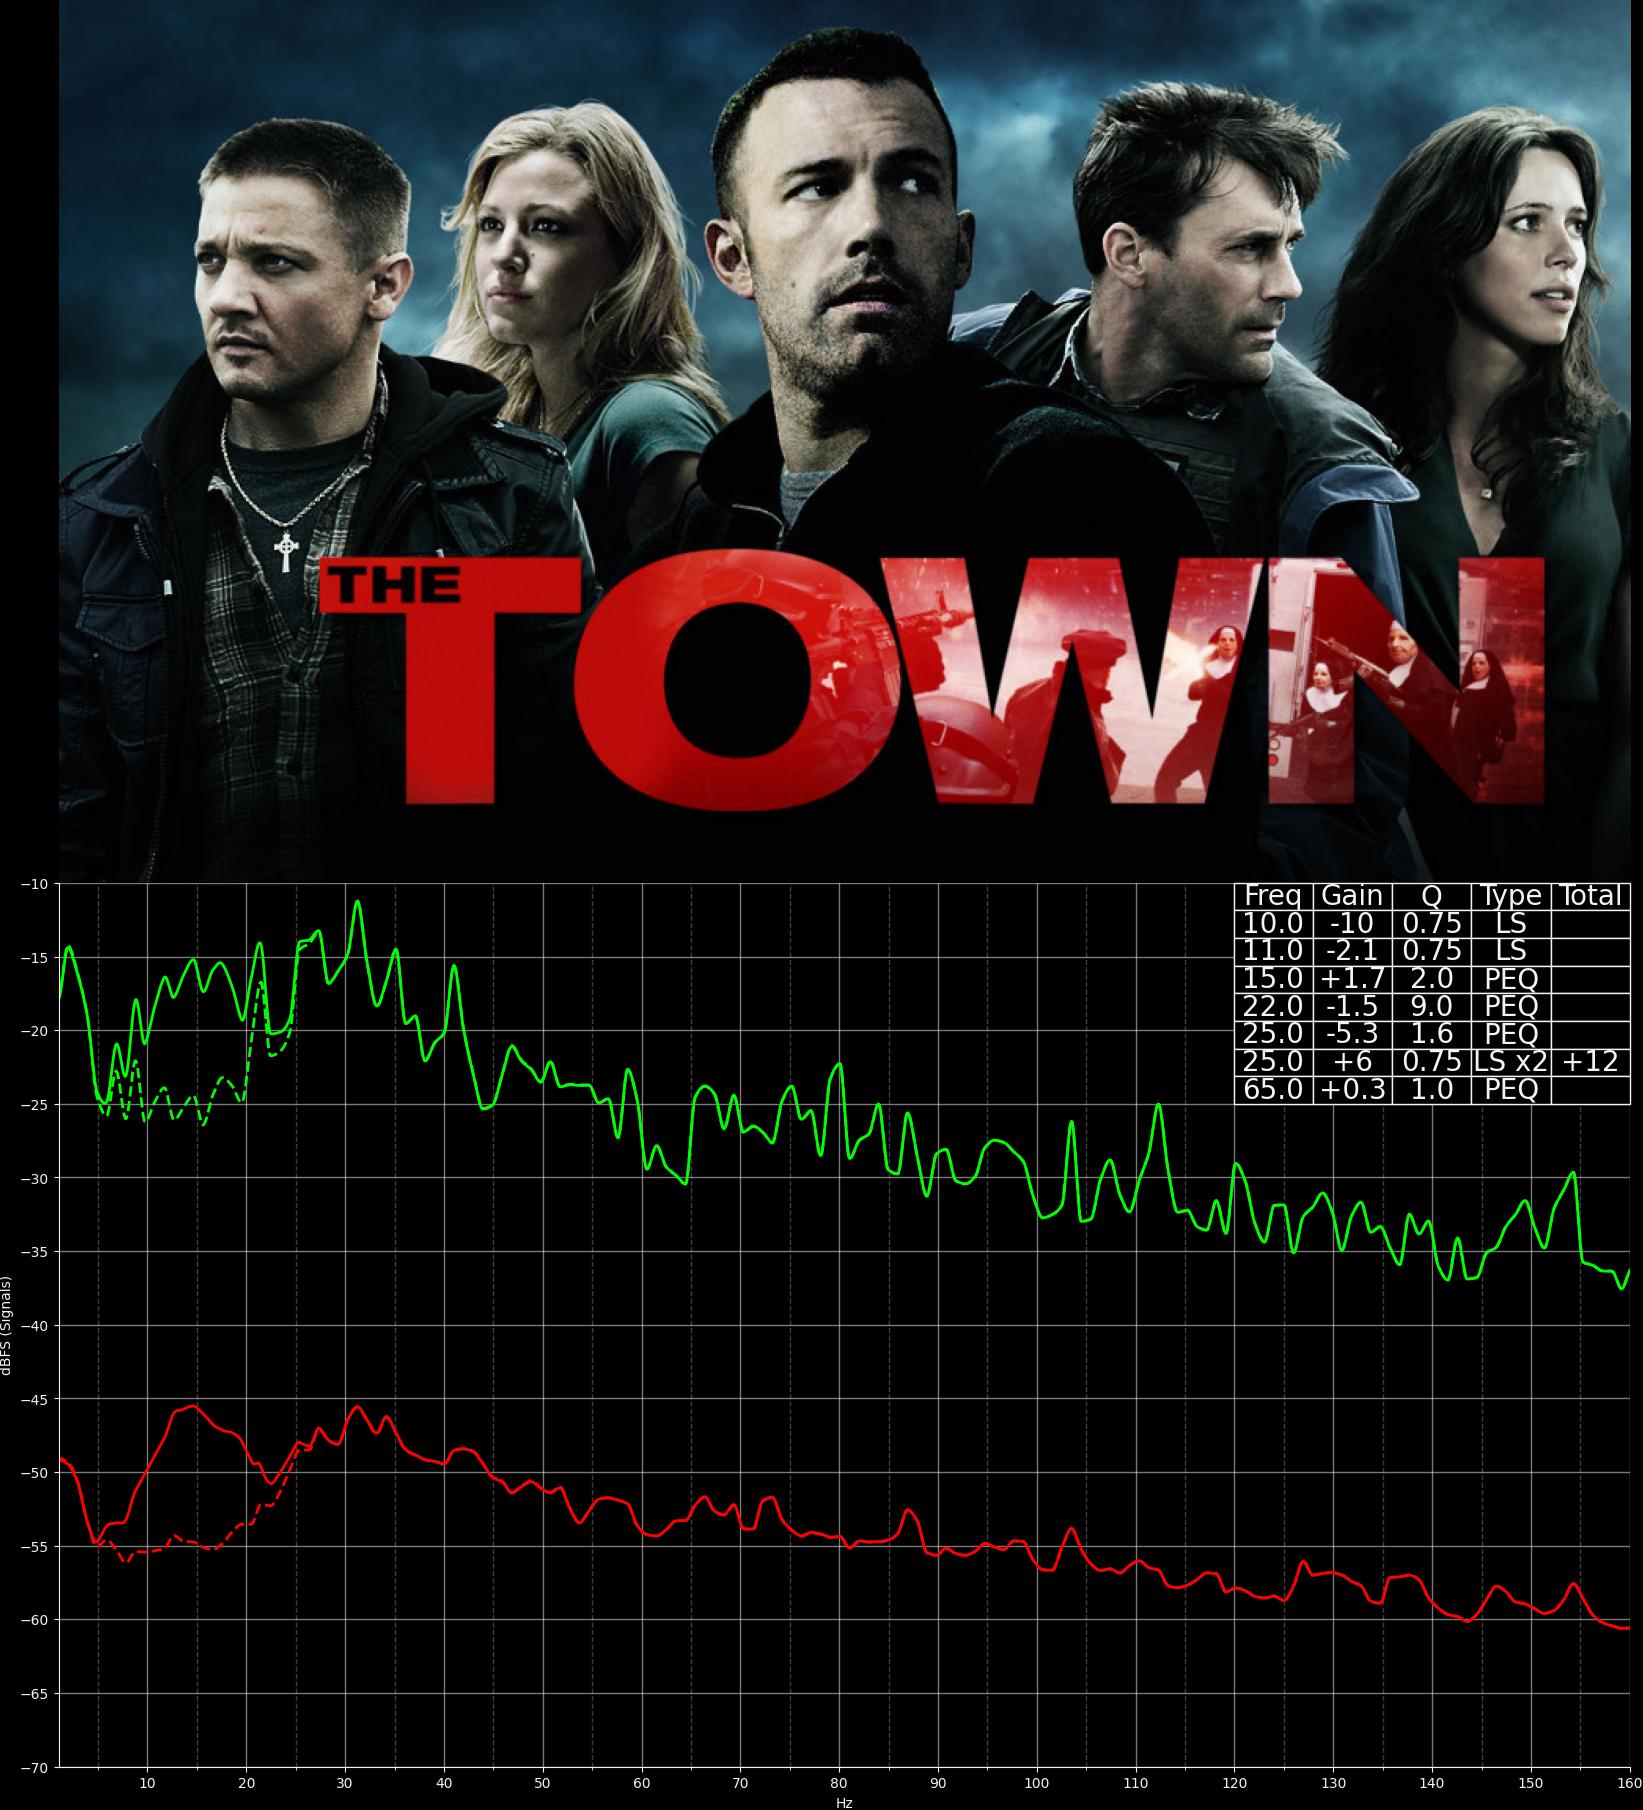 THE
TOWN
Freq Gain Q Type Total
10.0 -10 0.75 LS
11.0 -2.1 0.75 LS
15.0 +1.7 2.0 PEQ
22.0 -1.5 9.0 PEQ
25.0 -5.3 1.6 PEQ
25.0 +6 0.75 LS x2 +12
65.0 +0.3 1.0 PEQ
−10
−15
−20
−25
−30
−35
−40
−45
−50
−55
−60
−65
−70
dBFS (Signals)
10 20 30 40 50 60 70 80 90 100 110 120 130 140 150 160
Hz